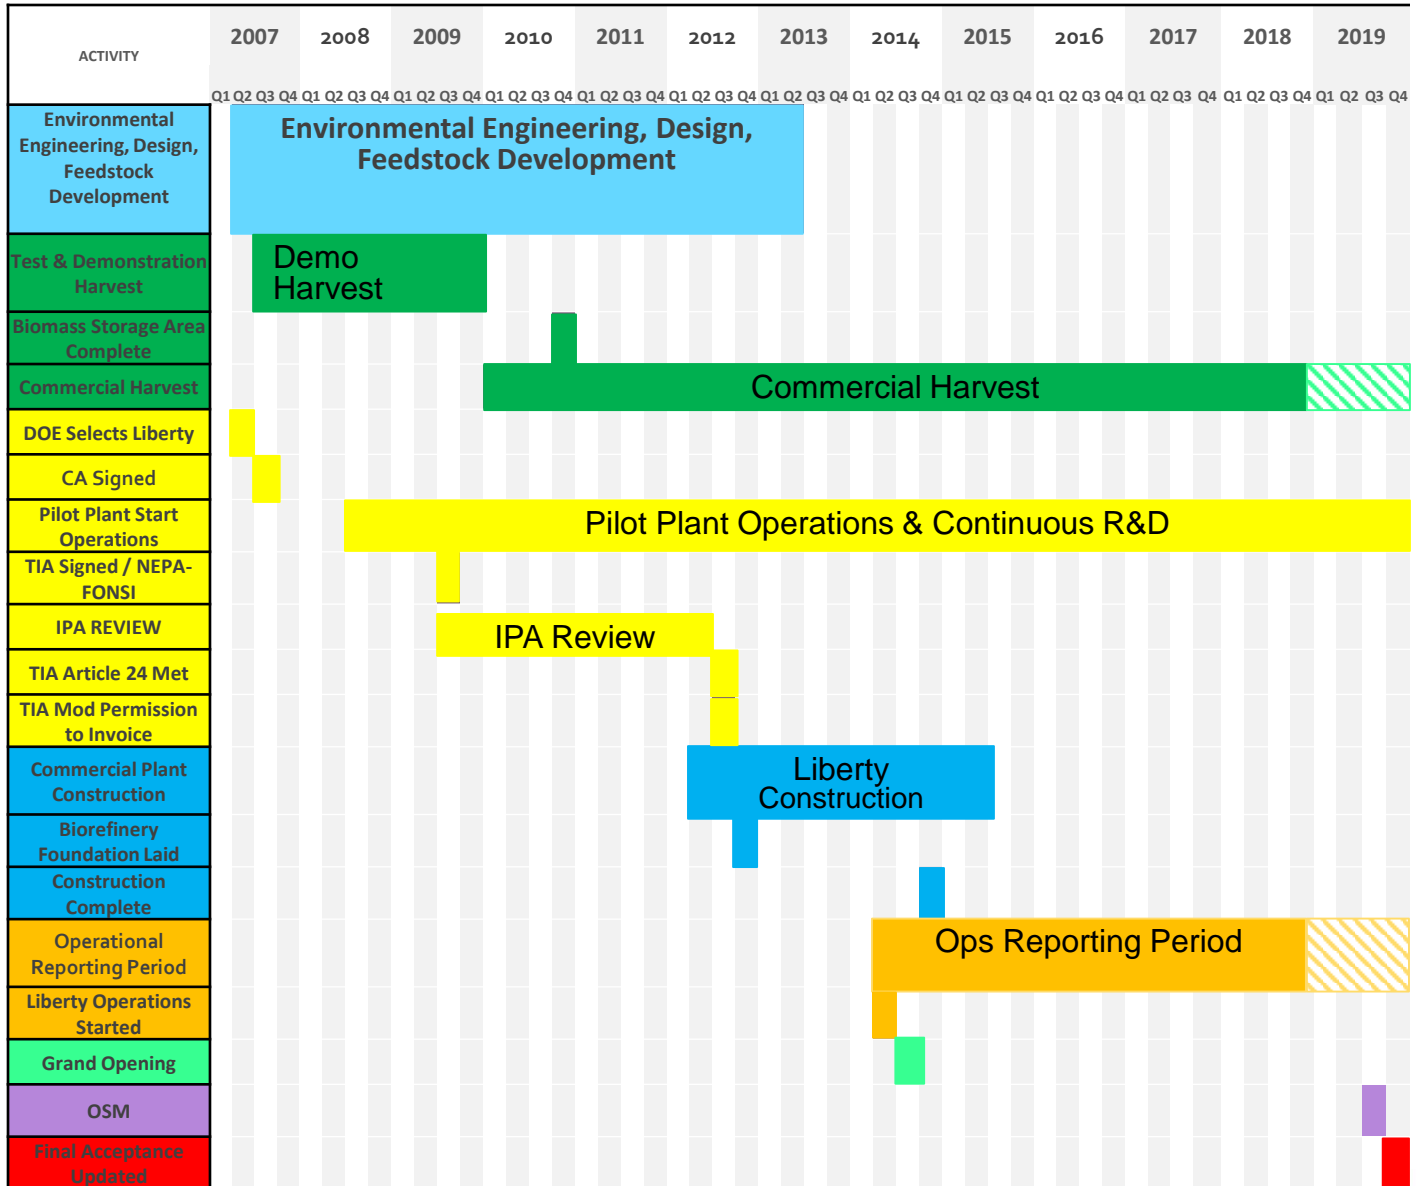 ACTIVITY
2007 2008 2009 2010 2011 2012 2013 2014 2015 2016 2017 2018 2019
Q1 Q2 Q3 Q4 Q1 Q2 Q3 Q4 Q1 Q2 Q3 Q4 Q1 Q2 Q3 Q4 Q1 Q2 Q3 Q4 Q1 Q2 Q3 Q4 Q1 Q2 Q3 Q4 Q1 Q2 Q3 Q4 Q1 Q2 Q3 Q4 Q1 Q2 Q3 Q4 Q1 Q2 Q3 Q4 Q1 Q2 Q3 Q4 Q1 Q2 Q3 Q4
Environmental
Engineering, Design,
Feedstock
Development
Environmental Engineering, Design,
Feedstock Development
Test & Demonstration
Harvest
Demo
Harvest
Biomass Storage Area
Complete
Commercial Harvest
Commercial Harvest
DOE Selects Liberty
CA Signed
Pilot Plant Start
Operations
Pilot Plant Operations & Continuous R&D
TIA Signed / NEPA-
FONSI
IPA REVIEW
IPA Review
TIA Article 24 Met
TIA Mod Permission
to Invoice
Commercial Plant
Construction
Liberty
Construction
Biorefinery
Foundation Laid
Construction
Complete
Operational
Reporting Period
Ops Reporting Period
Liberty Operations
Started
Grand Opening
OSM
Final Acceptance
Updated